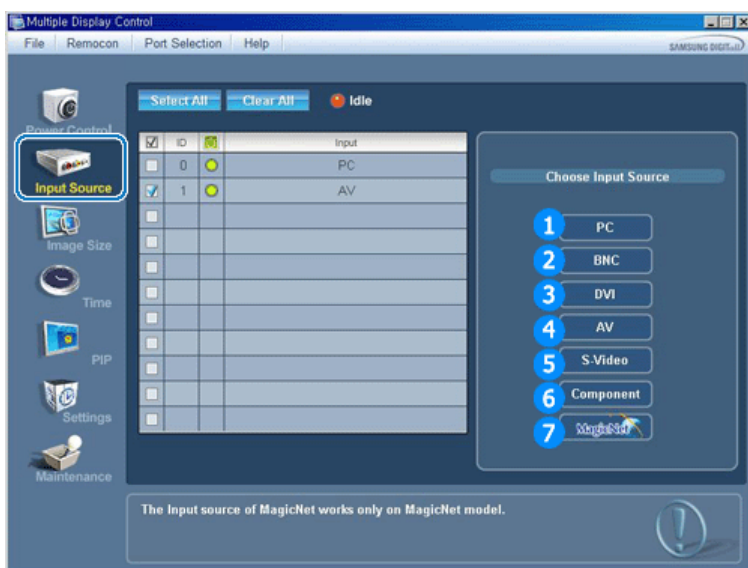 Multiple Display Control
File Remocon Port Selection Help
SAMSUNG DIGITall
Select All Clear All Idle
Power Control
Input Source
Image Size
Time
PIP
Settings
Maintenance
ID Input
0 PC
1 AV
Choose Input Source
1 PC
2 BNC
3 DVI
4 AV
5 S-Video
6 Component
7 MagicNet
The Input source of MagicNet works only on MagicNet model.